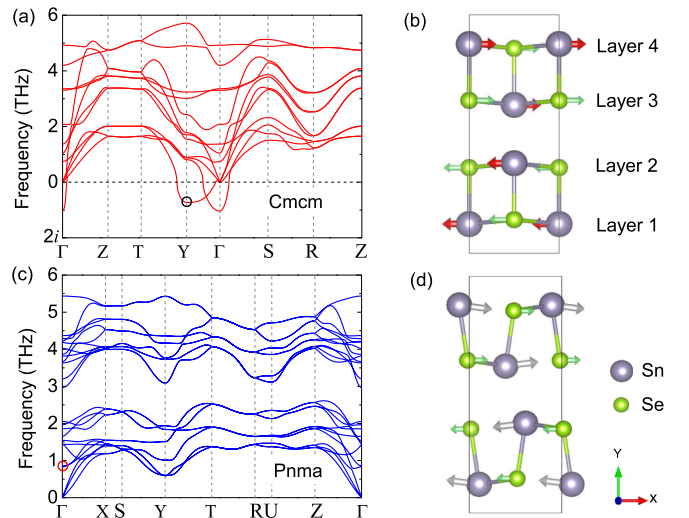 (a)
6
4
2
0
2i
Frequency (THz)
Cmcm
Γ Z T Y Γ S R Z
(b)
Layer 4
Layer 3
Layer 2
Layer 1
(c)
6
5
4
3
2
1
0
Frequency (THz)
Pnma
Γ X S Y T R U Z Γ
(d)
Sn
Se
Y
X